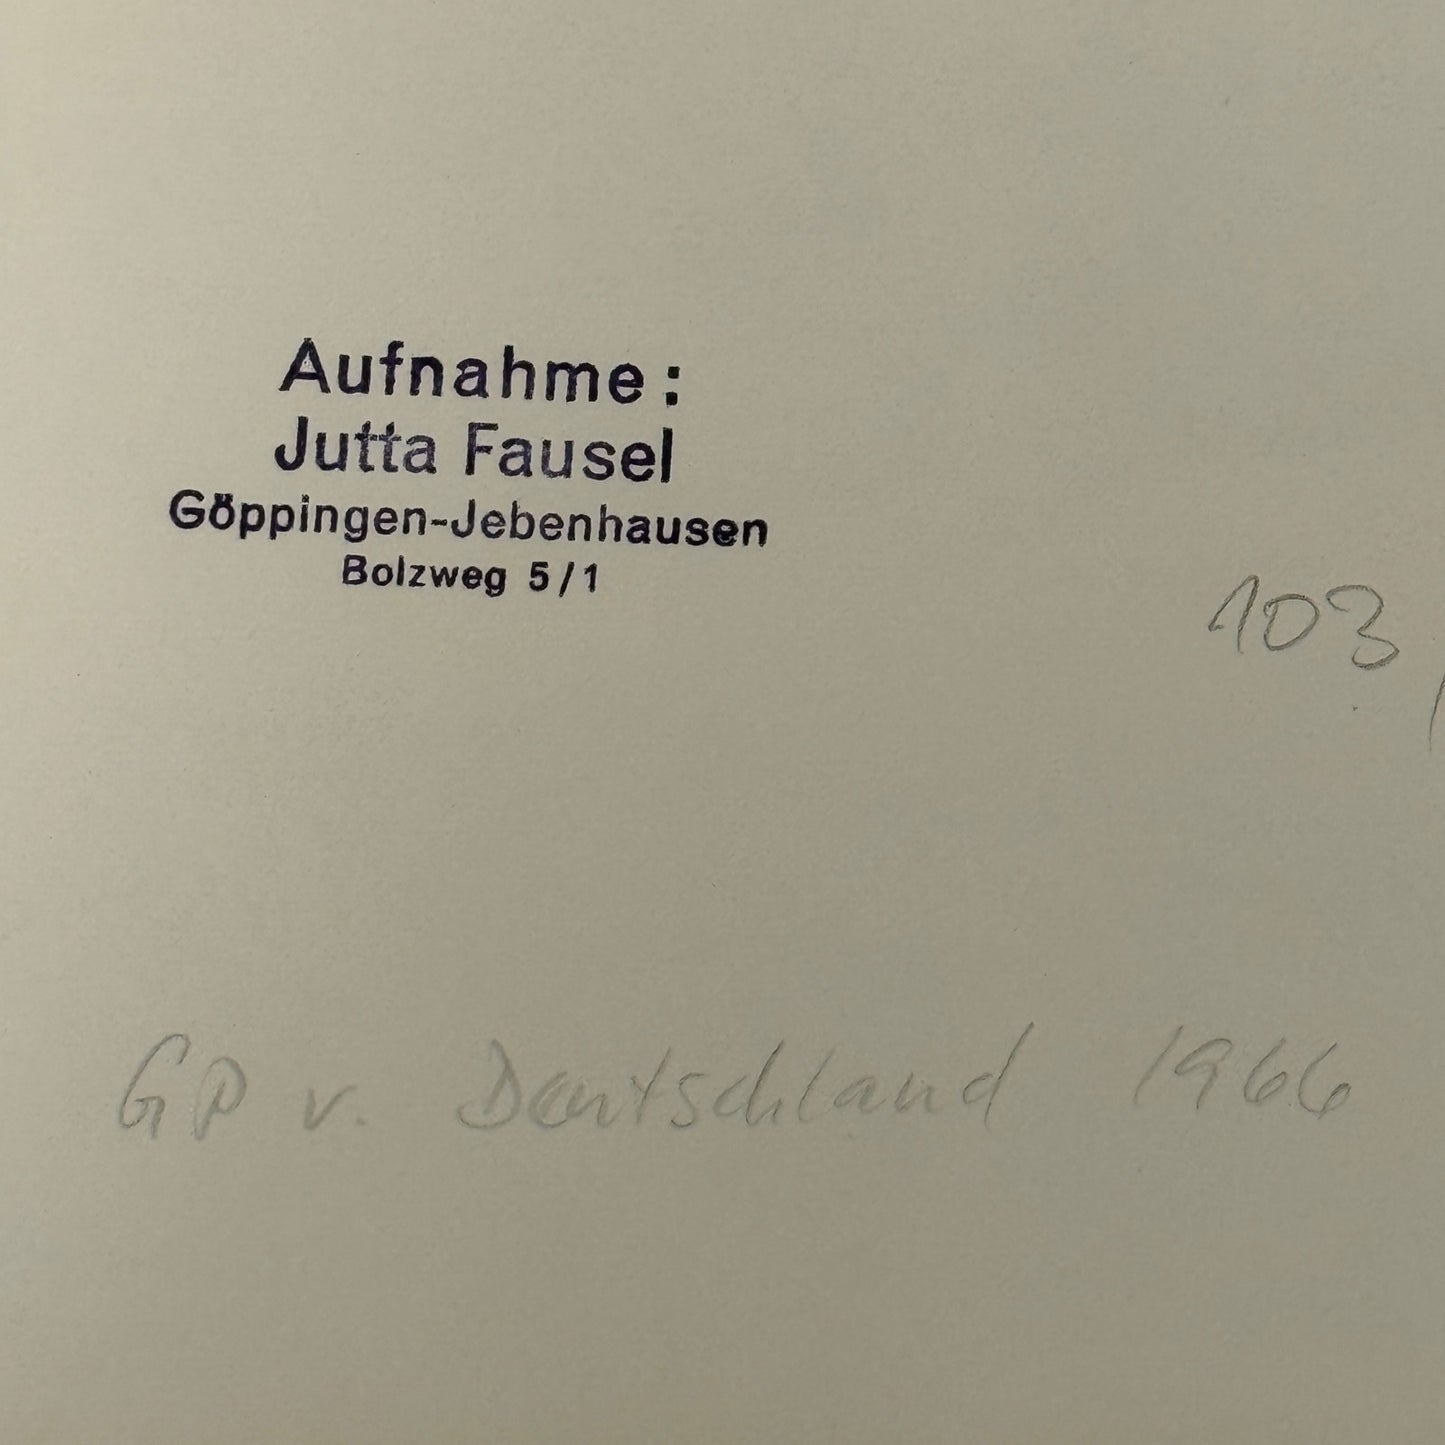 Aufnahme:
Jutta Fausel
Göppingen-Jebenhausen
Bolzweg 5/1
103
GP v. Deutschland 1966